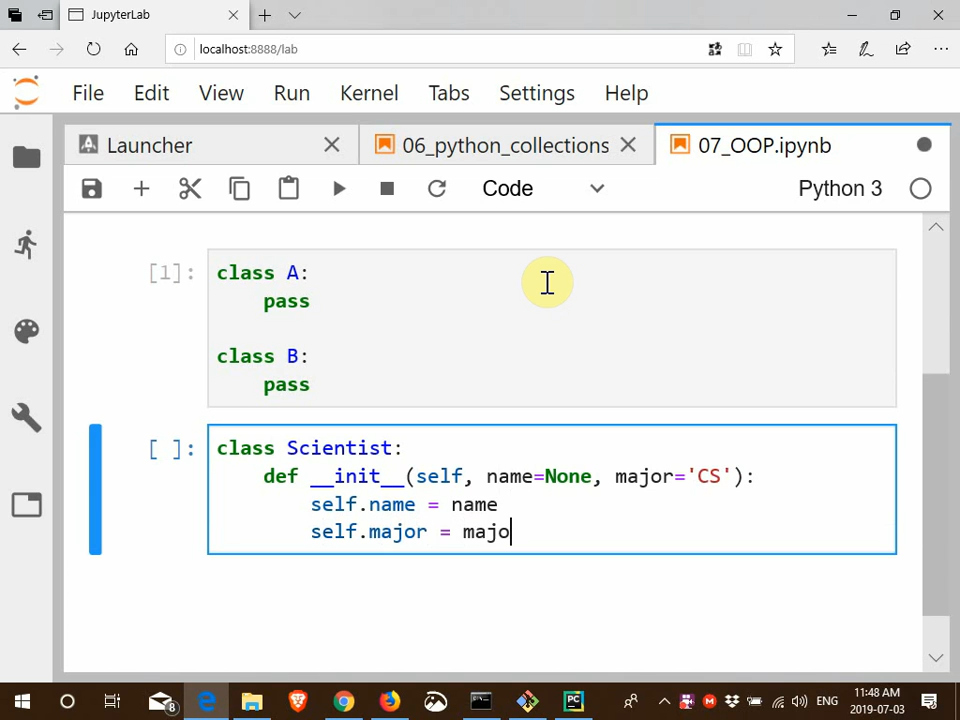 JupyterLab
localhost:8888/lab
File Edit View Run Kernel Tabs Settings Help
Launcher 06_python_collections 07_OOP.ipynb
Code Python 3
[1]: class A:
pass
class B:
pass
[ ]: class Scientist:
def __init__(self, name=None, major='CS'):
self.name = name
self.major = majo
8 PC ENG 11:48 AM
2019-07-03